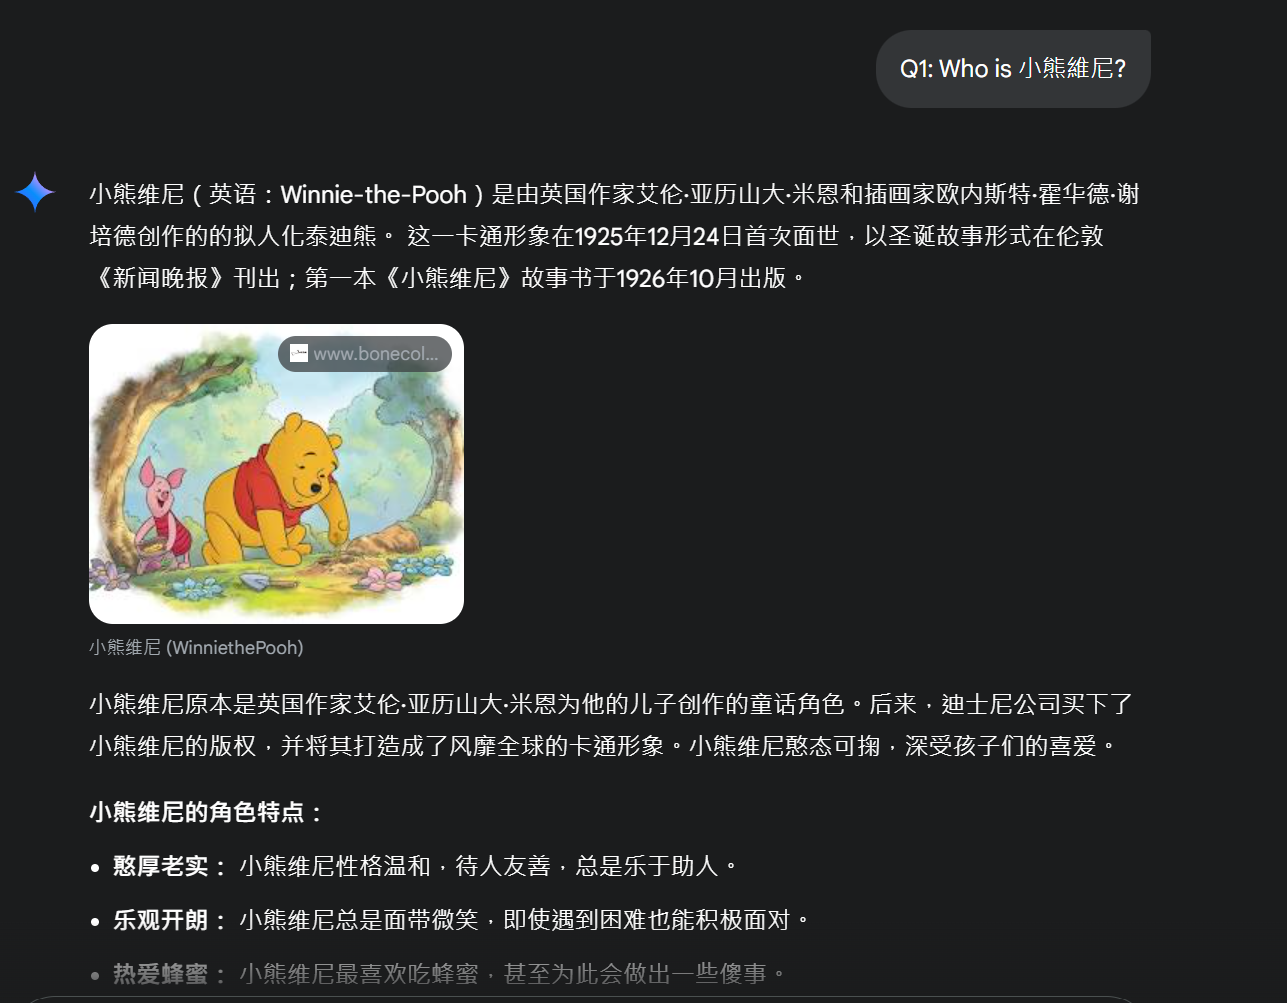 Q1: Who is 小熊維尼?
小熊维尼（英语：Winnie-the-Pooh）是由英国作家艾伦·亚历山大·米恩和插画家欧内斯特·霍华德·谢
培德创作的的拟人化泰迪熊。 这一卡通形象在1925年12月24日首次面世，以圣诞故事形式在伦敦
《新闻晚报》刊出；第一本《小熊维尼》故事书于1926年10月出版。
www.bonecol...
小熊维尼 (WinniethePooh)
小熊维尼原本是英国作家艾伦·亚历山大·米恩为他的儿子创作的童话角色。后来，迪士尼公司买下了
小熊维尼的版权，并将其打造成了风靡全球的卡通形象。小熊维尼憨态可掬，深受孩子们的喜爱。
小熊维尼的角色特点：
• 憨厚老实： 小熊维尼性格温和，待人友善，总是乐于助人。
• 乐观开朗： 小熊维尼总是面带微笑，即使遇到困难也能积极面对。
• 热爱蜂蜜： 小熊维尼最喜欢吃蜂蜜，甚至为此会做出一些傻事。